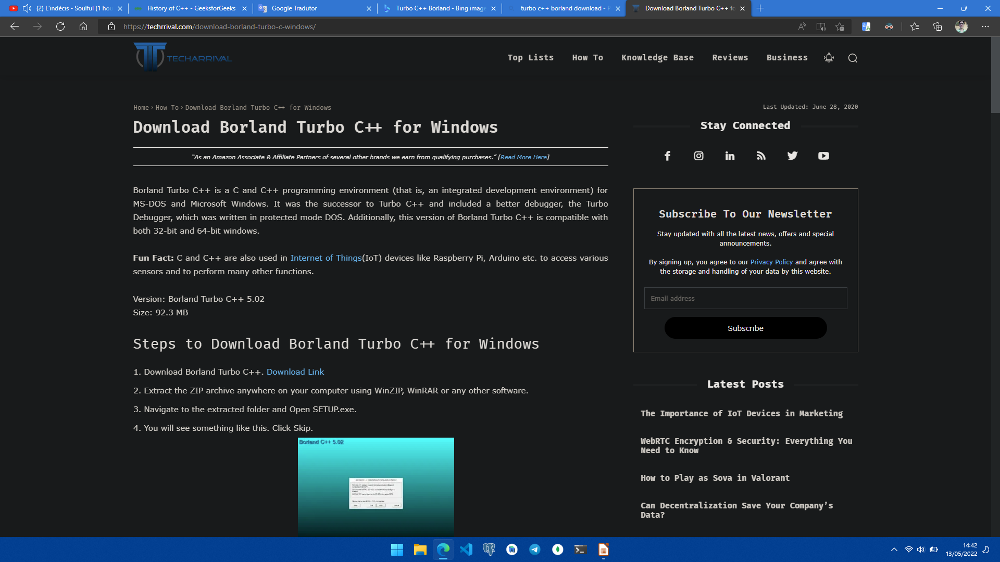 (2) L'indécis - Soulful (1 hou
History of C++ - GeeksforGeeks
Google Tradutor
Turbo C++ Borland - Bing image
turbo c++ borland download - P
Download Borland Turbo C++ fo
https://techrrival.com/download-borland-turbo-c-windows/
TECHARRIVAL
Top Lists
How To
Knowledge Base
Reviews
Business
Home › How To › Download Borland Turbo C++ for Windows
Last Updated: June 28, 2020
Download Borland Turbo C++ for Windows
“As an Amazon Associate & Affiliate Partners of several other brands we earn from qualifying purchases.” [Read More Here]
Borland Turbo C++ is a C and C++ programming environment (that is, an integrated development environment) for
MS-DOS and Microsoft Windows. It was the successor to Turbo C++ and included a better debugger, the Turbo
Debugger, which was written in protected mode DOS. Additionally, this version of Borland Turbo C++ is compatible with
both 32-bit and 64-bit windows.
Fun Fact: C and C++ are also used in Internet of Things(IoT) devices like Raspberry Pi, Arduino etc. to access various
sensors and to perform many other functions.
Version: Borland Turbo C++ 5.02
Size: 92.3 MB
Steps to Download Borland Turbo C++ for Windows
1. Download Borland Turbo C++. Download Link
2. Extract the ZIP archive anywhere on your computer using WinZIP, WinRAR or any other software.
3. Navigate to the extracted folder and Open SETUP.exe.
4. You will see something like this. Click Skip.
Borland C++ 5.02
Stay Connected
Subscribe To Our Newsletter
Stay updated with all the latest news, offers and special
announcements.
By signing up, you agree to our Privacy Policy and agree with
the storage and handling of your data by this website.
Email address
Subscribe
Latest Posts
The Importance of IoT Devices in Marketing
WebRTC Encryption & Security: Everything You
Need to Know
How to Play as Sova in Valorant
Can Decentralization Save Your Company’s
Data?
14:42
13/05/2022